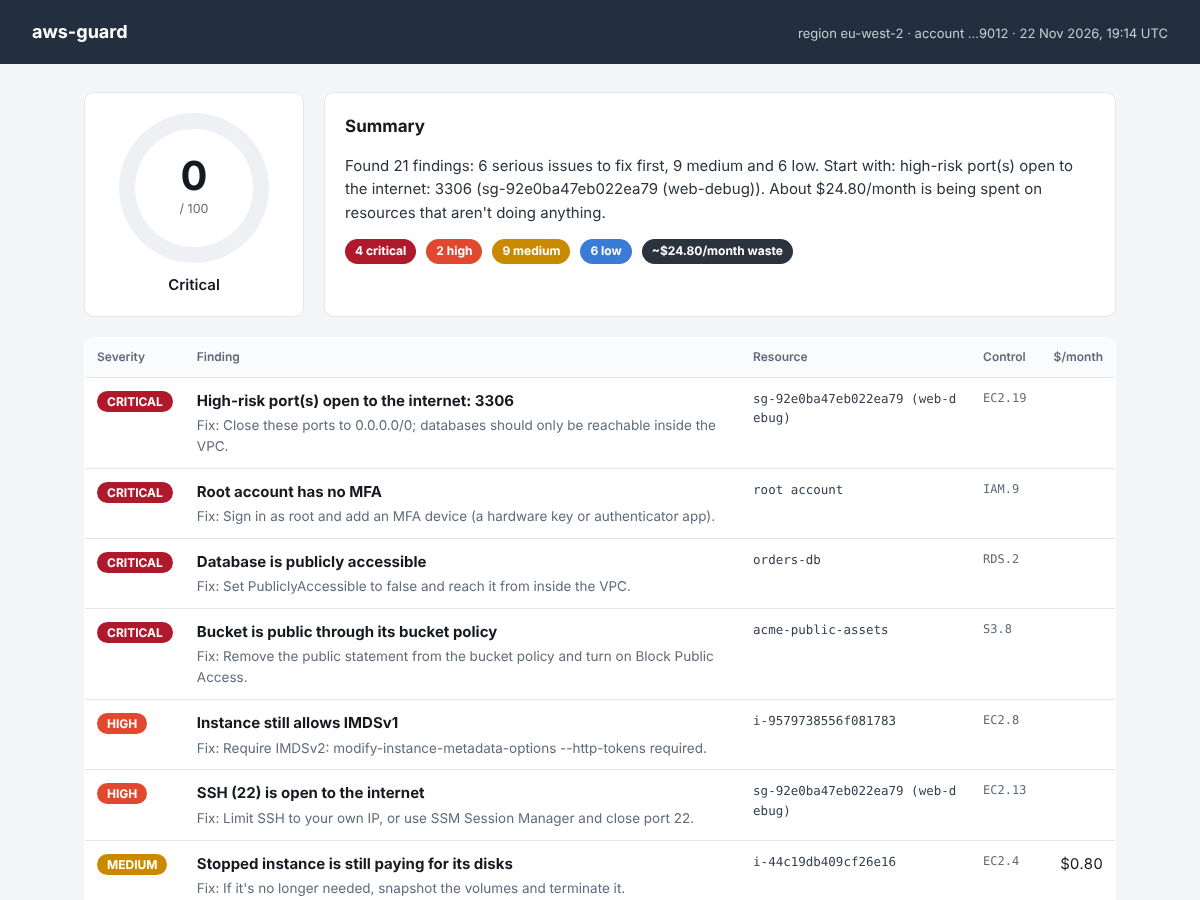 aws-guard
region eu-west-2 · account …9012 · 22 Nov 2026, 19:14 UTC
0
/ 100
Critical
Summary
Found 21 findings: 6 serious issues to fix first, 9 medium and 6 low. Start with: high-risk port(s) open to
the internet: 3306 (sg-92e0ba47eb022ea79 (web-debug)). About $24.80/month is being spent on
resources that aren't doing anything.
4 critical 2 high 9 medium 6 low ~$24.80/month waste
Severity Finding Resource Control $/month
CRITICAL High-risk port(s) open to the internet: 3306 sg-92e0ba47eb022ea79 (web-d EC2.19
ebug)
Fix: Close these ports to 0.0.0.0/0; databases should only be reachable inside the
VPC.
CRITICAL Root account has no MFA root account IAM.9
Fix: Sign in as root and add an MFA device (a hardware key or authenticator app).
CRITICAL Database is publicly accessible orders-db RDS.2
Fix: Set PubliclyAccessible to false and reach it from inside the VPC.
CRITICAL Bucket is public through its bucket policy acme-public-assets S3.8
Fix: Remove the public statement from the bucket policy and turn on Block Public
Access.
HIGH Instance still allows IMDSv1 i-9579738556f081783 EC2.8
Fix: Require IMDSv2: modify-instance-metadata-options --http-tokens required.
HIGH SSH (22) is open to the internet sg-92e0ba47eb022ea79 (web-d EC2.13
ebug)
Fix: Limit SSH to your own IP, or use SSM Session Manager and close port 22.
MEDIUM Stopped instance is still paying for its disks i-44c19db409cf26e16 EC2.4 $0.80
Fix: If it's no longer needed, snapshot the volumes and terminate it.